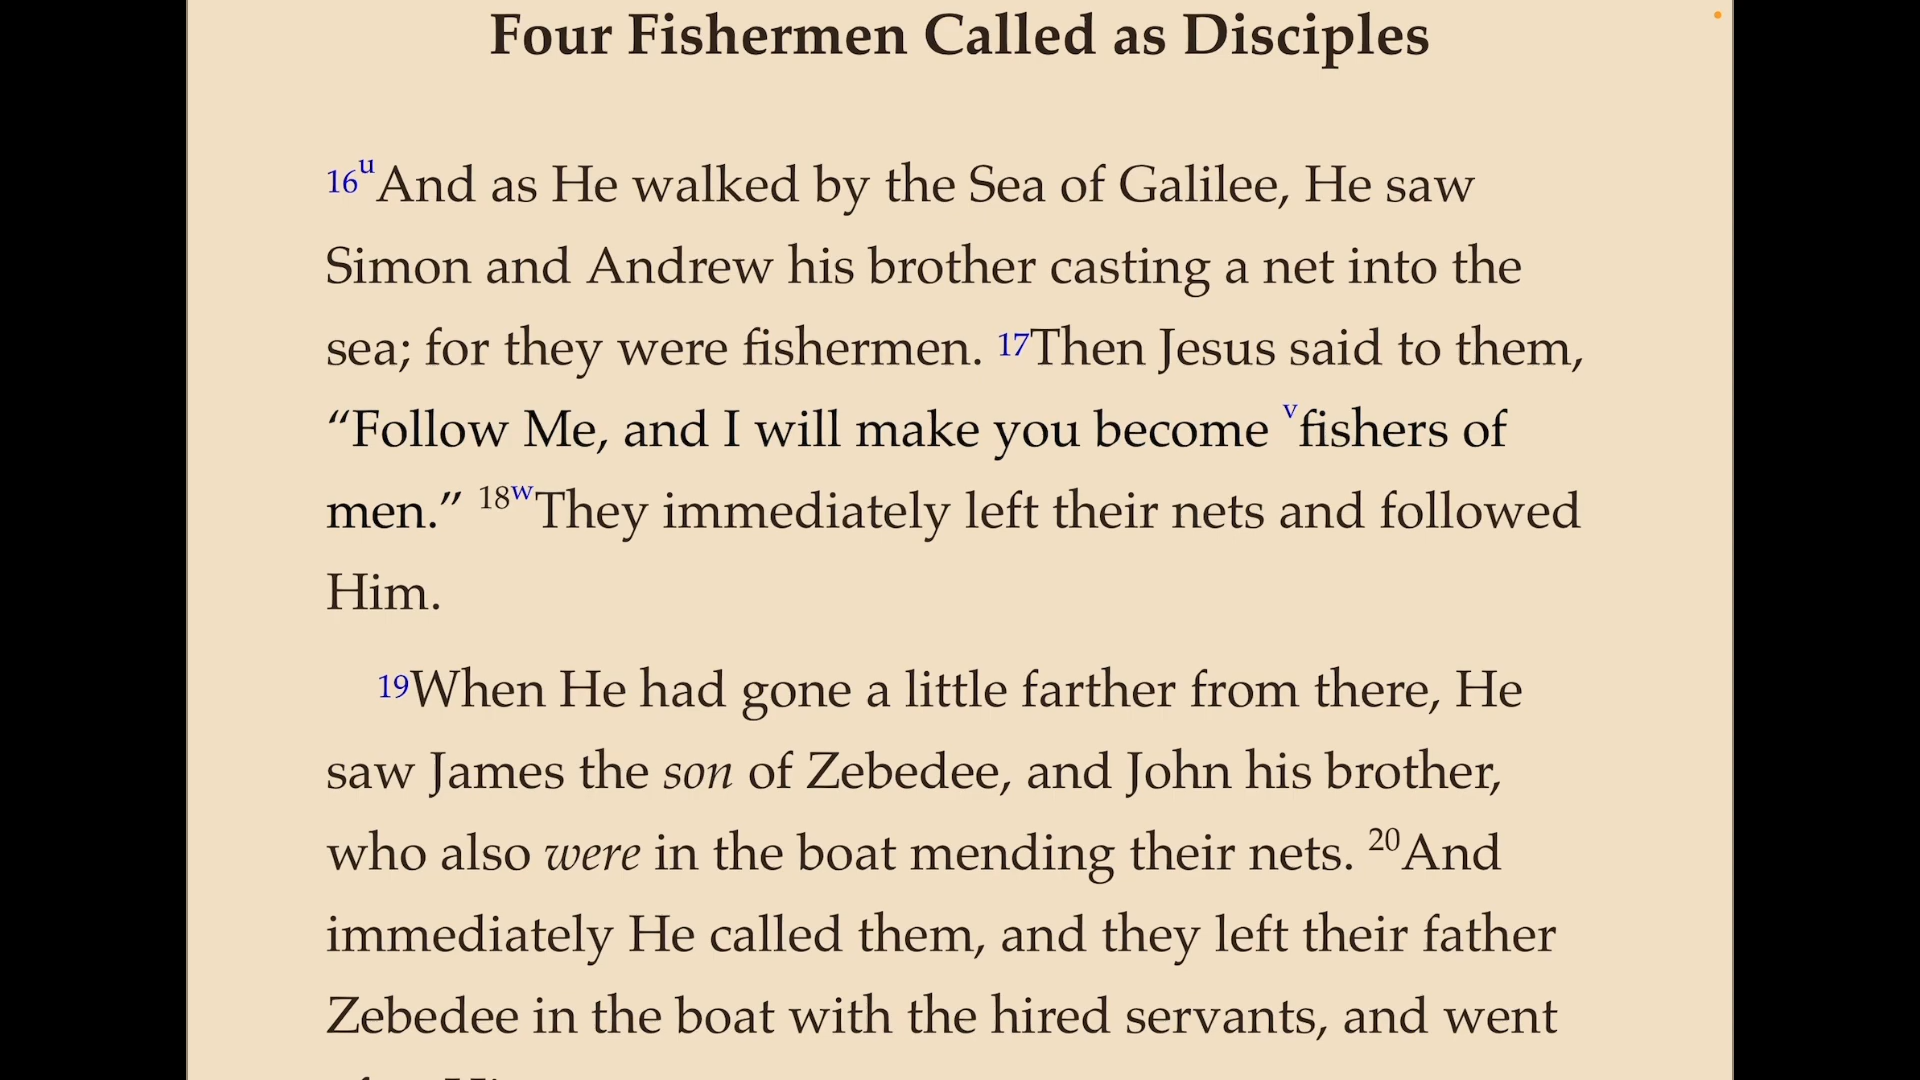 Four Fishermen Called as Disciples
16uAnd as He walked by the Sea of Galilee, He saw
Simon and Andrew his brother casting a net into the
sea; for they were fishermen. 17Then Jesus said to them,
“Follow Me, and I will make you become vfishers of
men.” 18wThey immediately left their nets and followed
Him.
19When He had gone a little farther from there, He
saw James the son of Zebedee, and John his brother,
who also were in the boat mending their nets. 20And
immediately He called them, and they left their father
Zebedee in the boat with the hired servants, and went